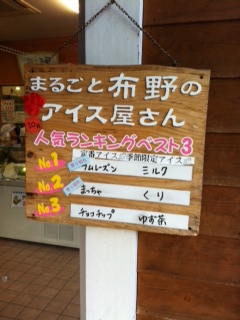 まるごと布野の
アイス屋さん
人気ランキングベスト3
定番アイス 季節限定アイス
No.1 ラムレーズン ミルク
No.2 まっちゃ くり
No.3 チョコチップ ゆず茶